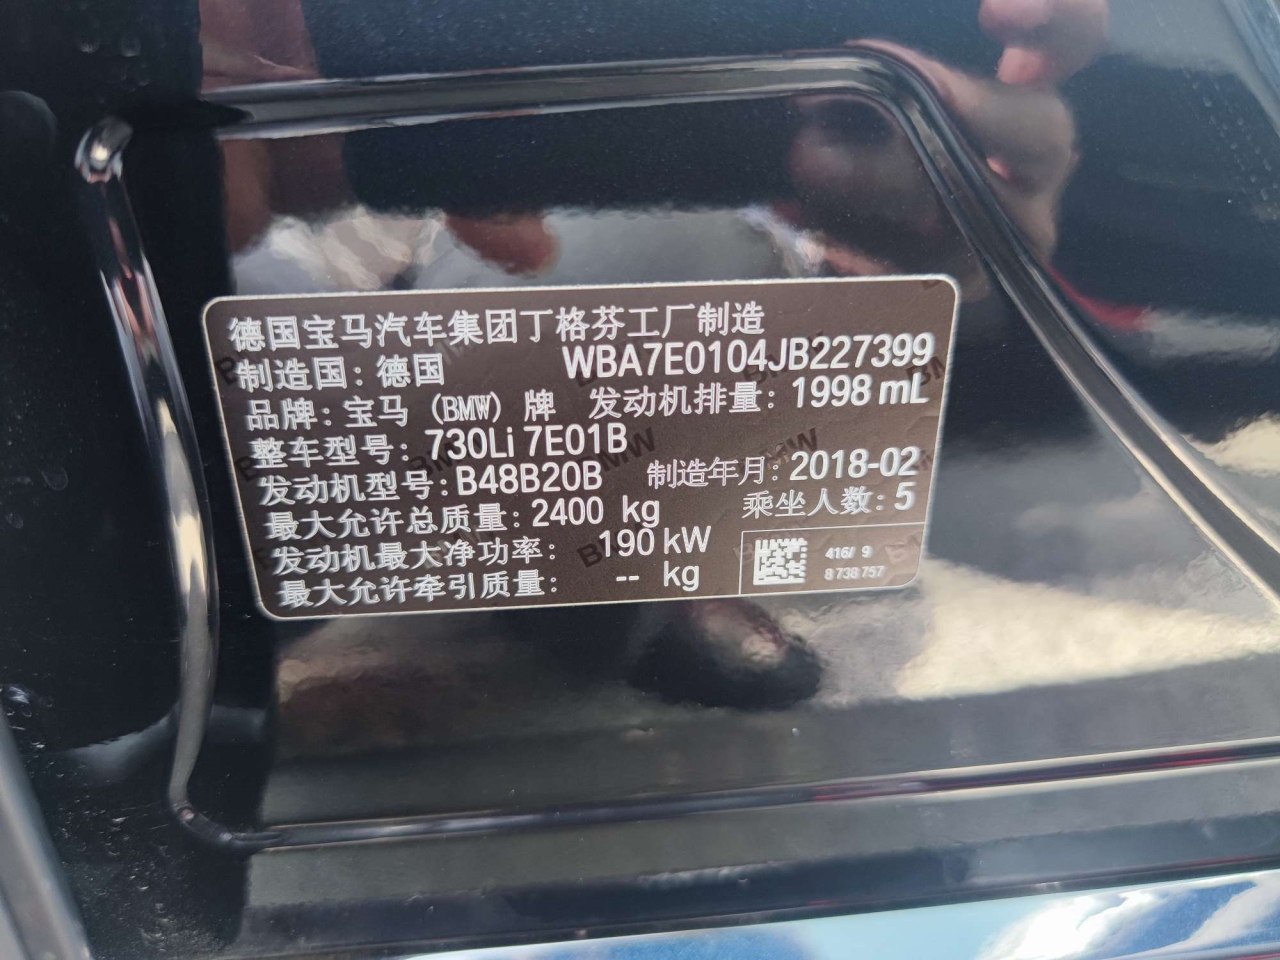 德国宝马汽车集团丁格芬工厂制造
制造国：德国 WBA7E0104JB227399
品牌：宝马 (BMW) 牌 发动机排量：1998 mL
整车型号：730Li 7E01B
发动机型号：B48B20B 制造年月：2018-02
最大允许总质量：2400 kg 乘坐人数：5
发动机最大净功率： 190 kW
最大允许牵引质量： -- kg
416/ 9
8 738 757